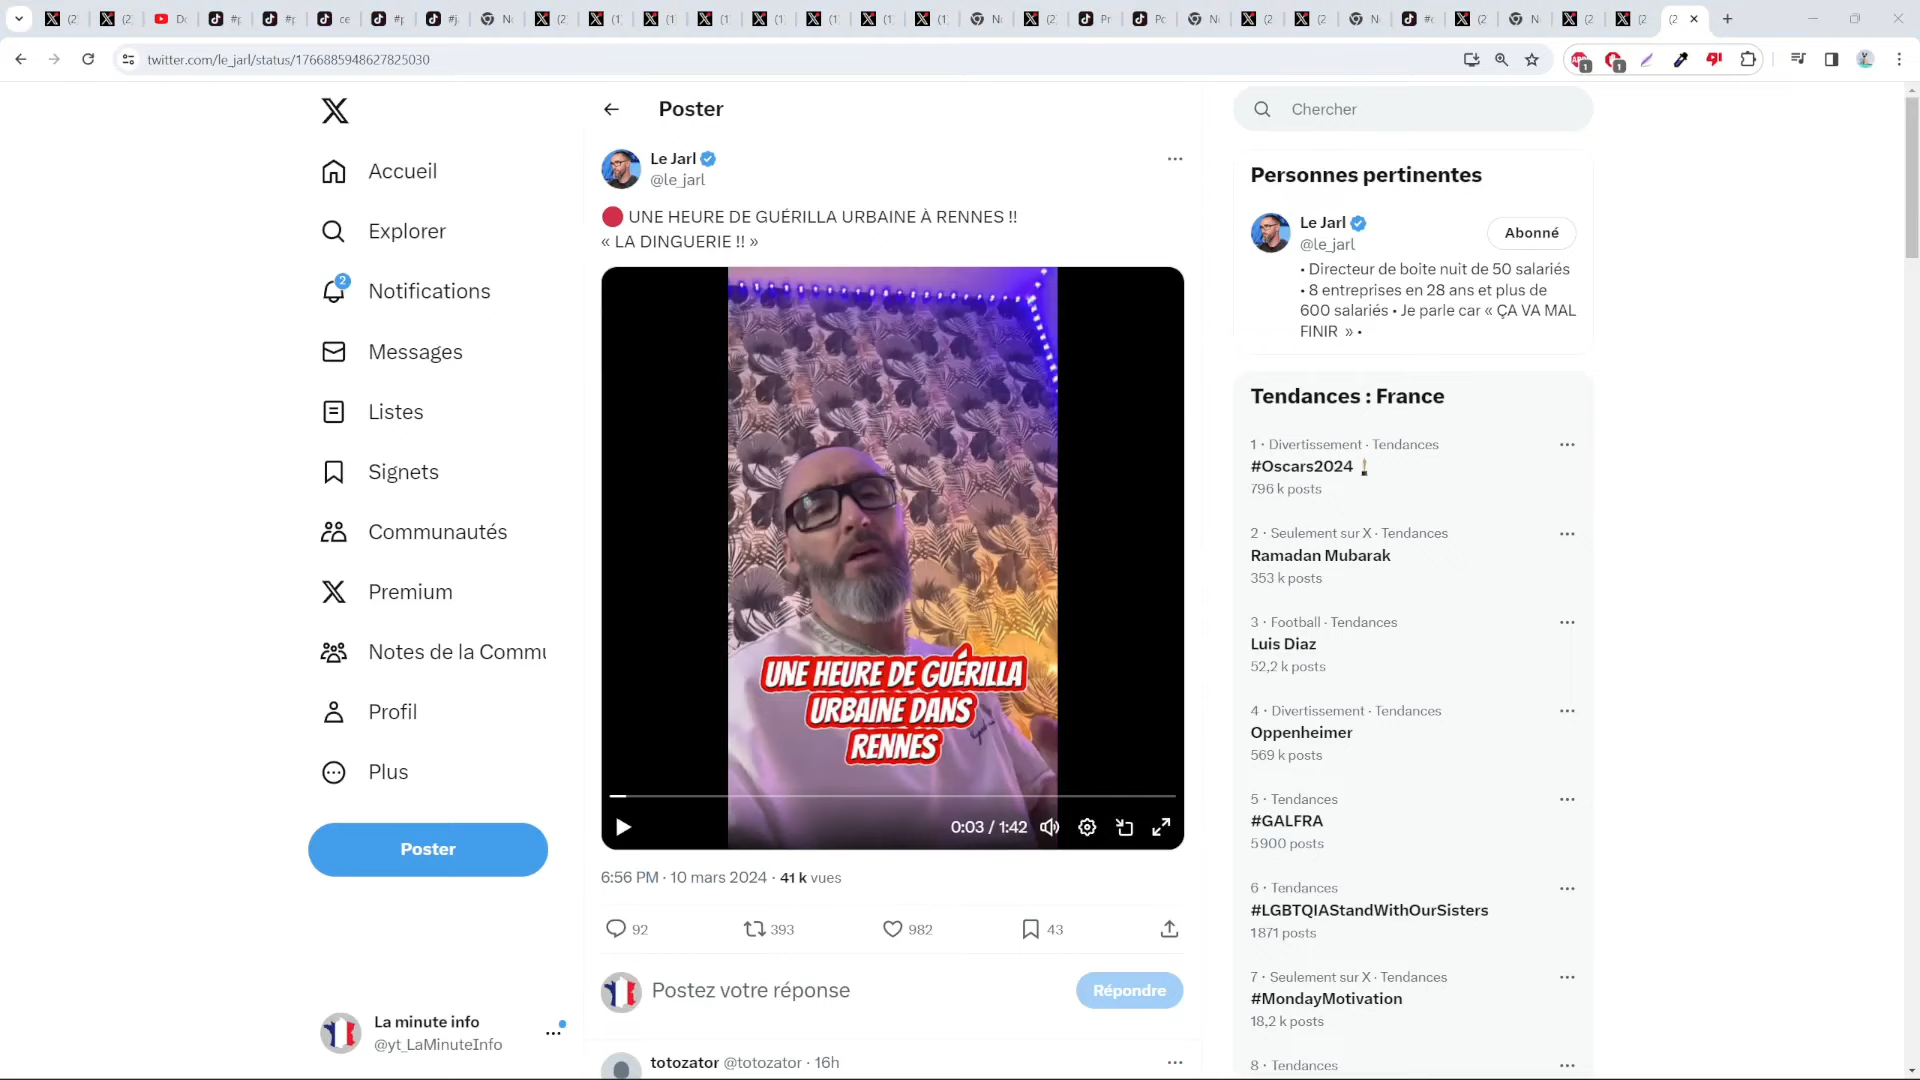 twitter.com/le_jarl/status/1766885948627825030
Accueil
Explorer
2
Notifications
Messages
Listes
Signets
Communautés
Premium
Notes de la Commu
Profil
Plus
Poster
La minute info
@yt_LaMinuteInfo
Poster
Le Jarl
@le_jarl
UNE HEURE DE GUÉRILLA URBAINE À RENNES !!
« LA DINGUERIE !! »
UNE HEURE DE GUÉRILLA
URBAINE DANS
RENNES
0:03 / 1:42
6:56 PM · 10 mars 2024 · 41 k vues
92
393
982
43
Postez votre réponse
Répondre
totozator @totozator · 16h
Chercher
Personnes pertinentes
Le Jarl
@le_jarl
Abonné
• Directeur de boite nuit de 50 salariés
• 8 entreprises en 28 ans et plus de
600 salariés • Je parle car « ÇA VA MAL
FINIR » •
Tendances : France
1 · Divertissement · Tendances
#Oscars2024
796 k posts
2 · Seulement sur X · Tendances
Ramadan Mubarak
353 k posts
3 · Football · Tendances
Luis Diaz
52,2 k posts
4 · Divertissement · Tendances
Oppenheimer
569 k posts
5 · Tendances
#GALFRA
5 900 posts
6 · Tendances
#LGBTQIAStandWithOurSisters
1 871 posts
7 · Seulement sur X · Tendances
#MondayMotivation
18,2 k posts
8 · Tendances